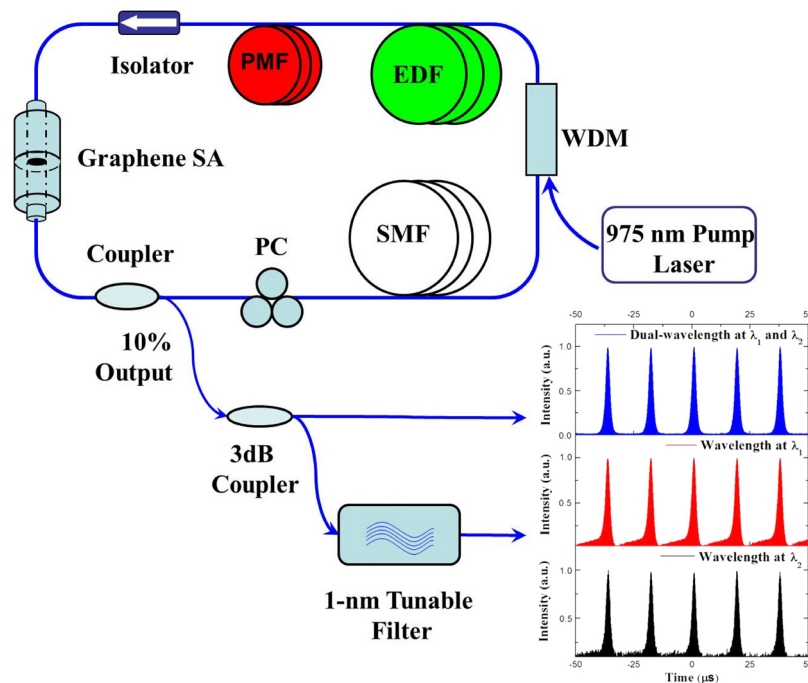 Isolator
PMF
EDF
WDM
Graphene SA
SMF
975 nm Pump
Laser
Coupler
PC
10%
Output
3dB
Coupler
1-nm Tunable
Filter
-50 -25 0 25 50
Dual-wavelength at λ1 and λ2
Intensity (a.u.)
1.0
0.5
0.0
Wavelength at λ1
Intensity (a.u.)
1.0
0.5
Wavelength at λ2
Intensity (a.u.)
1.0
0.5
-50 -25 0 25 50
Time (μs)